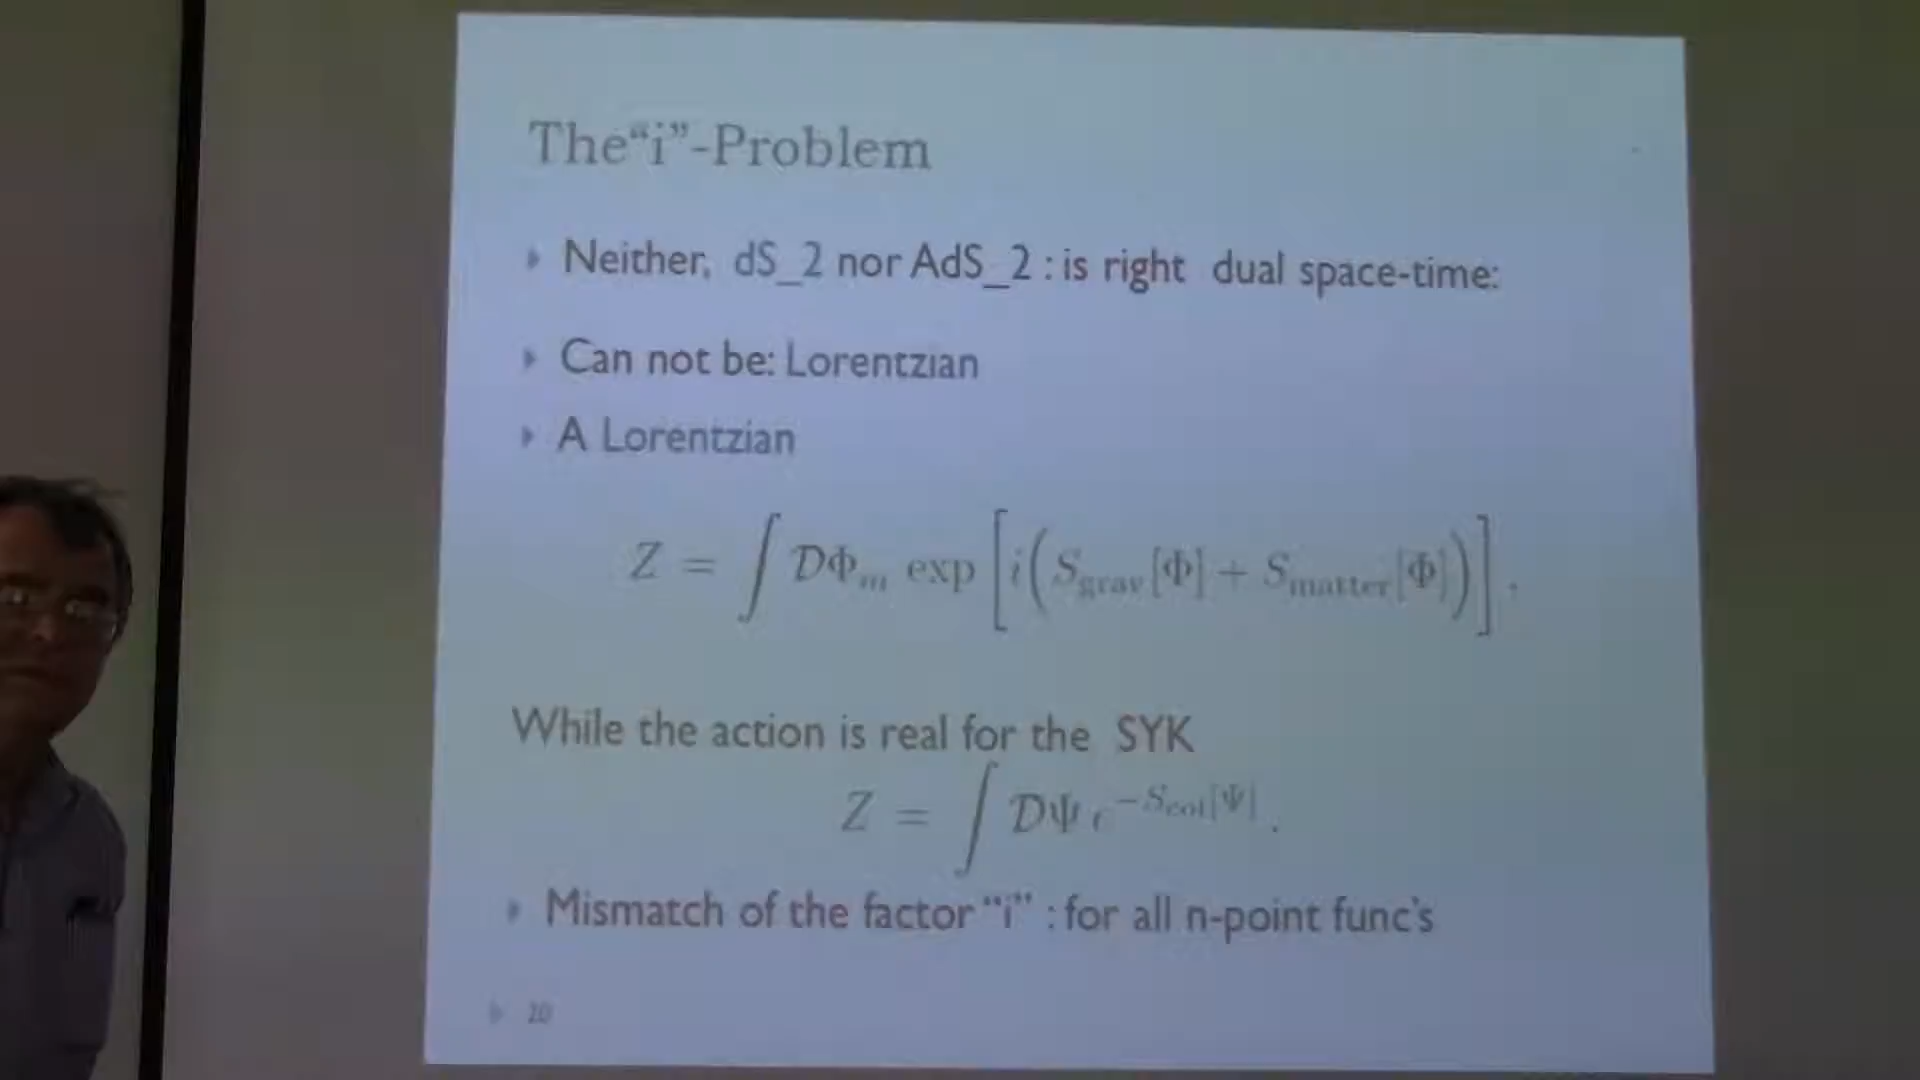 The“i”-Problem
Neither, dS_2 nor AdS_2 : is right dual space-time:
Can not be: Lorentzian
A Lorentzian
Z = ∫ DΦ_m exp [ i ( S_grav [Φ] + S_matter [Φ] ) ] .
While the action is real for the SYK
Z = ∫ DΨ e^{−S_col[Ψ]} .
Mismatch of the factor “i” : for all n-point func's
20